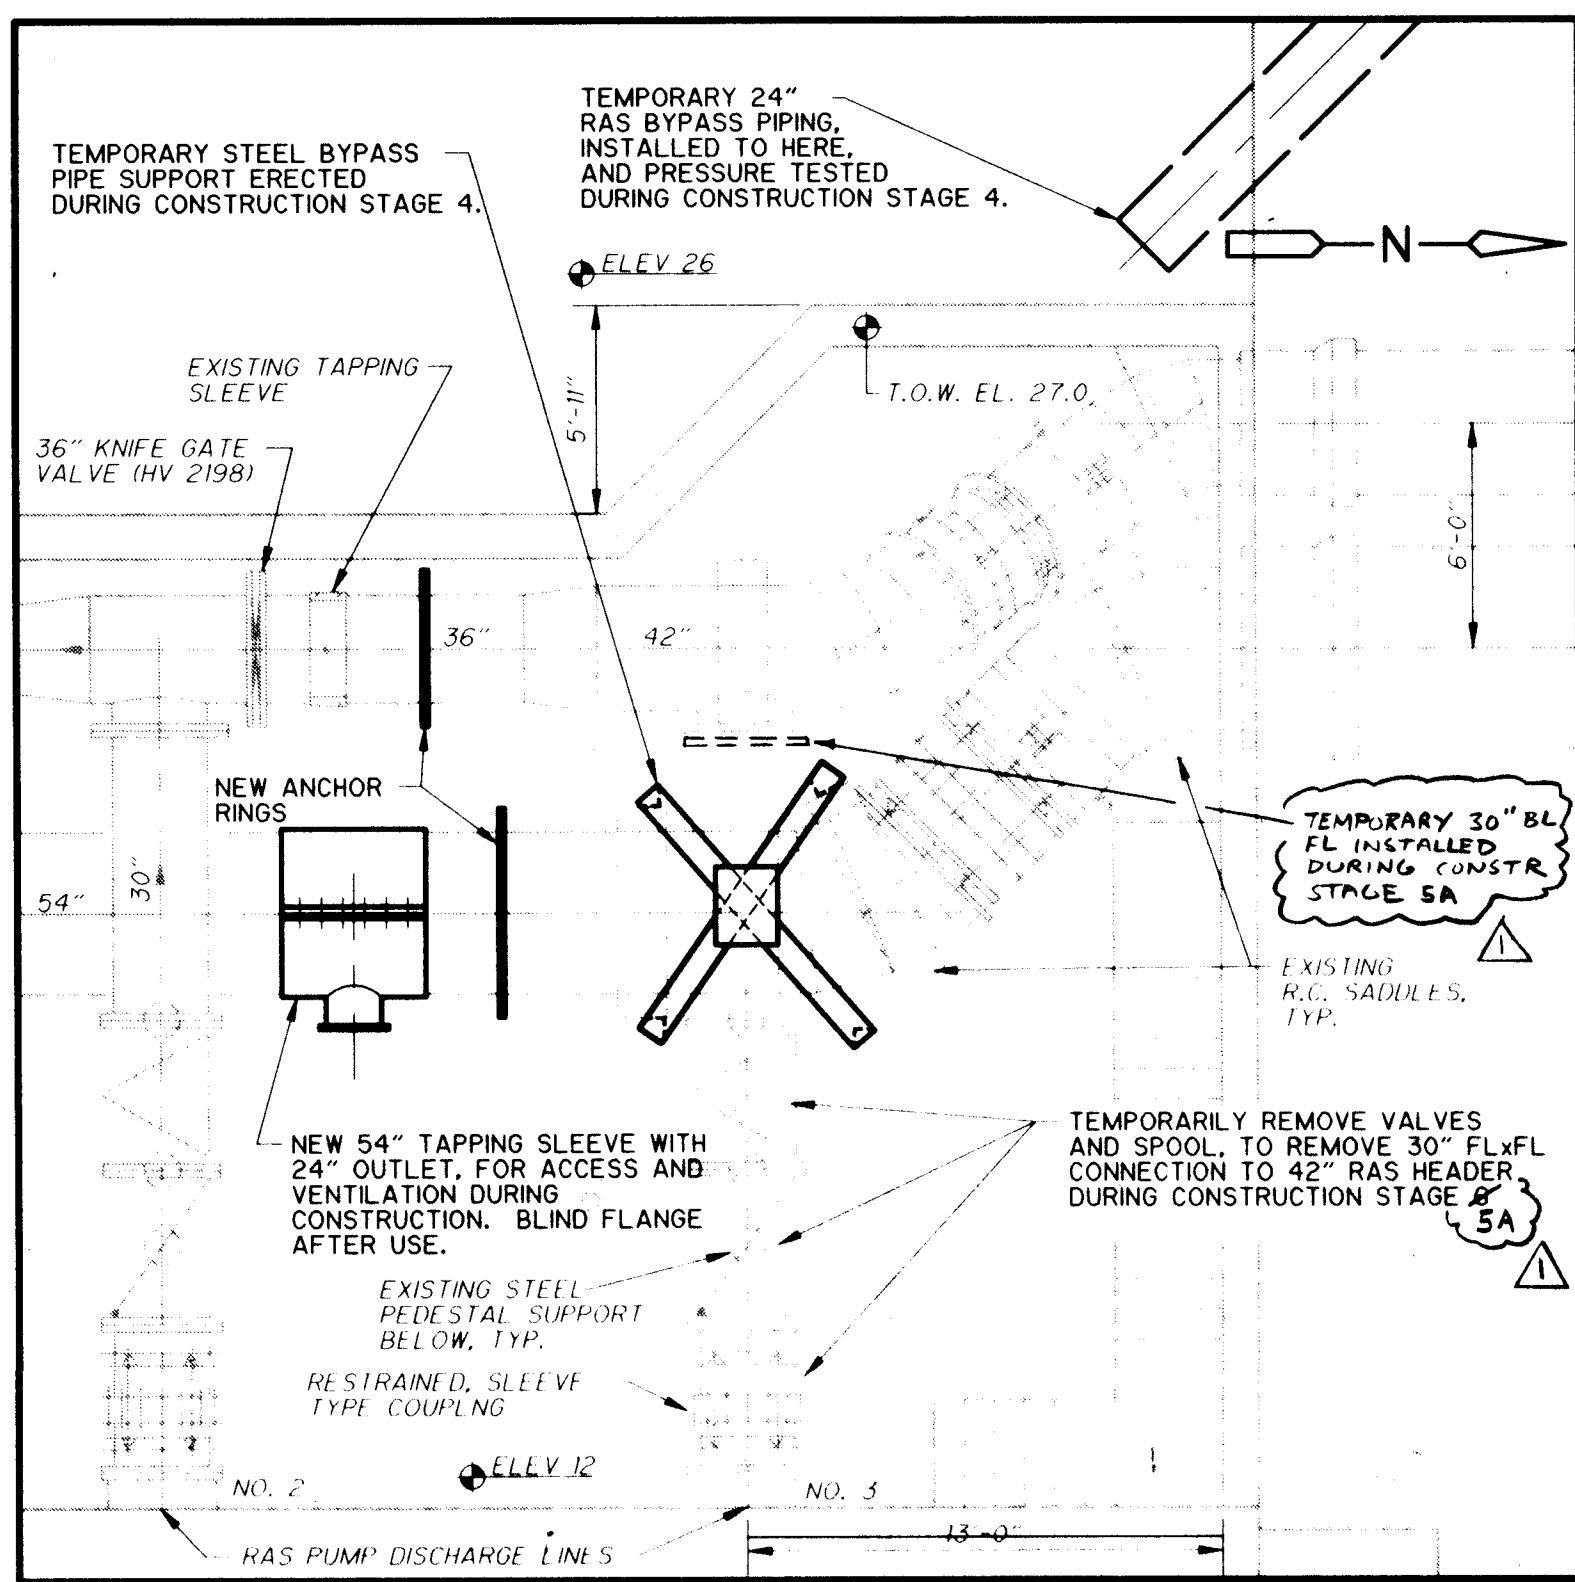 TEMPORARY 24"
RAS BYPASS PIPING,
INSTALLED TO HERE,
AND PRESSURE TESTED
DURING CONSTRUCTION STAGE 4.
TEMPORARY STEEL BYPASS
PIPE SUPPORT ERECTED
DURING CONSTRUCTION STAGE 4.
N
ELEV 26
EXISTING TAPPING
SLEEVE
5'-11"
T.O.W. EL. 27.0
36" KNIFE GATE
VALVE (HV 2198)
6'-0"
36"
42"
NEW ANCHOR
RINGS
TEMPORARY 30" BL
FL INSTALLED
DURING CONSTR
STAGE 5A
1
54"
30"
EXISTING
R.C. SADDLES,
TYP.
NEW 54" TAPPING SLEEVE WITH
24" OUTLET, FOR ACCESS AND
VENTILATION DURING
CONSTRUCTION. BLIND FLANGE
AFTER USE.
TEMPORARILY REMOVE VALVES
AND SPOOL, TO REMOVE 30" FLxFL
CONNECTION TO 42" RAS HEADER
DURING CONSTRUCTION STAGE
5A
1
EXISTING STEEL
PEDESTAL SUPPORT
BELOW, TYP.
RESTRAINED, SLEEVE
TYPE COUPLNG
ELEV 12
NO. 2
NO. 3
13'-0"
RAS PUMP DISCHARGE LINES